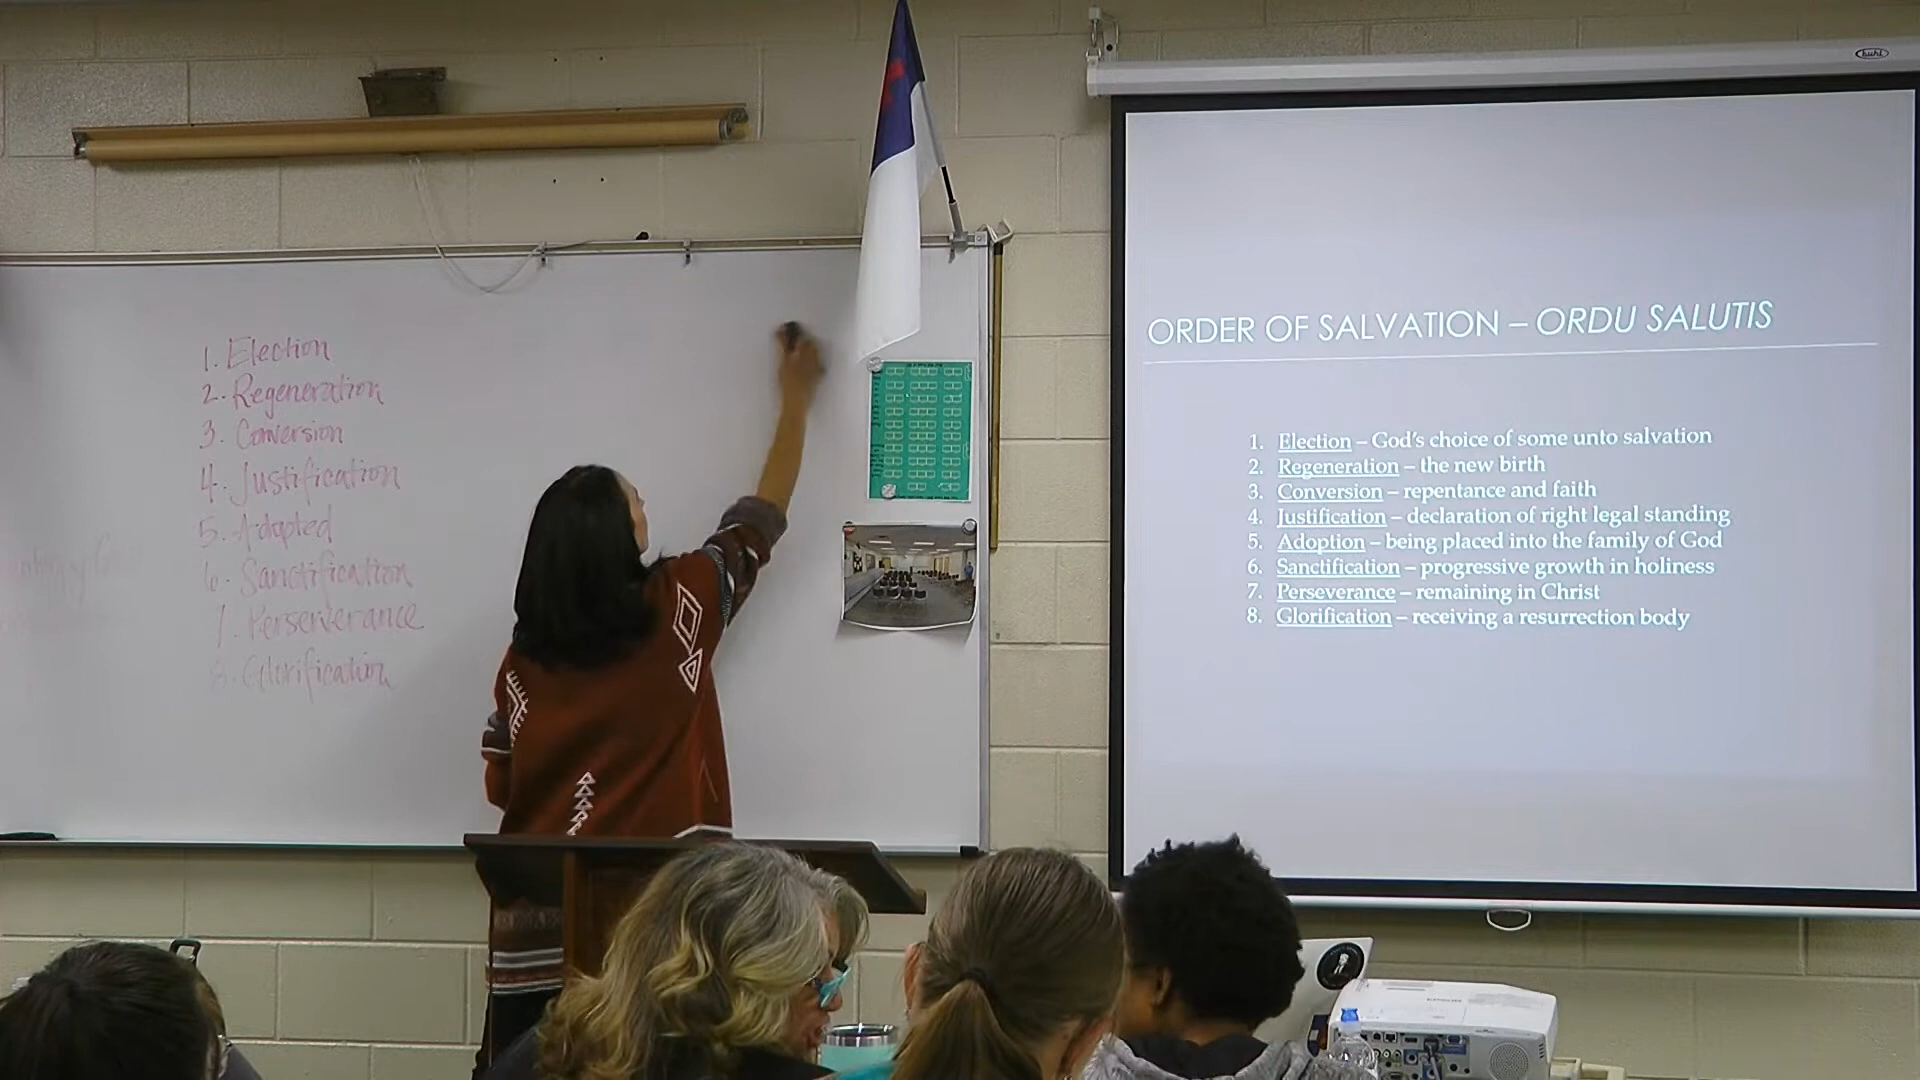 1. Election
2. Regeneration
3. Conversion
4. Justification
5. Adopted
6. Sanctification
7. Perserverance
8. Glorification
buhl
ORDER OF SALVATION – ORDU SALUTIS
1. Election – God's choice of some unto salvation
2. Regeneration – the new birth
3. Conversion – repentance and faith
4. Justification – declaration of right legal standing
5. Adoption – being placed into the family of God
6. Sanctification – progressive growth in holiness
7. Perseverance – remaining in Christ
8. Glorification – receiving a resurrection body